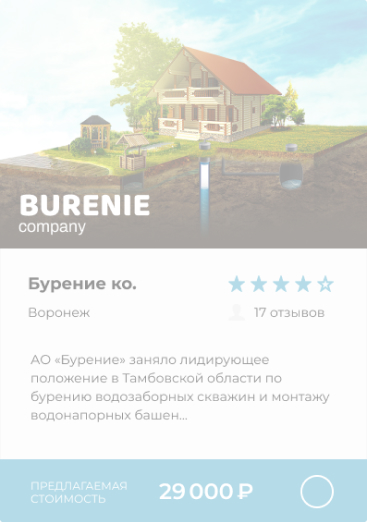 BURENIE
company
Бурение ко.
Воронеж
17 отзывов
АО «Бурение» заняло лидирующее
положение в Тамбовской области по
бурению водозаборных скважин и монтажу
водонапорных башен...
ПРЕДЛАГАЕМАЯ
СТОИМОСТЬ
29 000 ₽